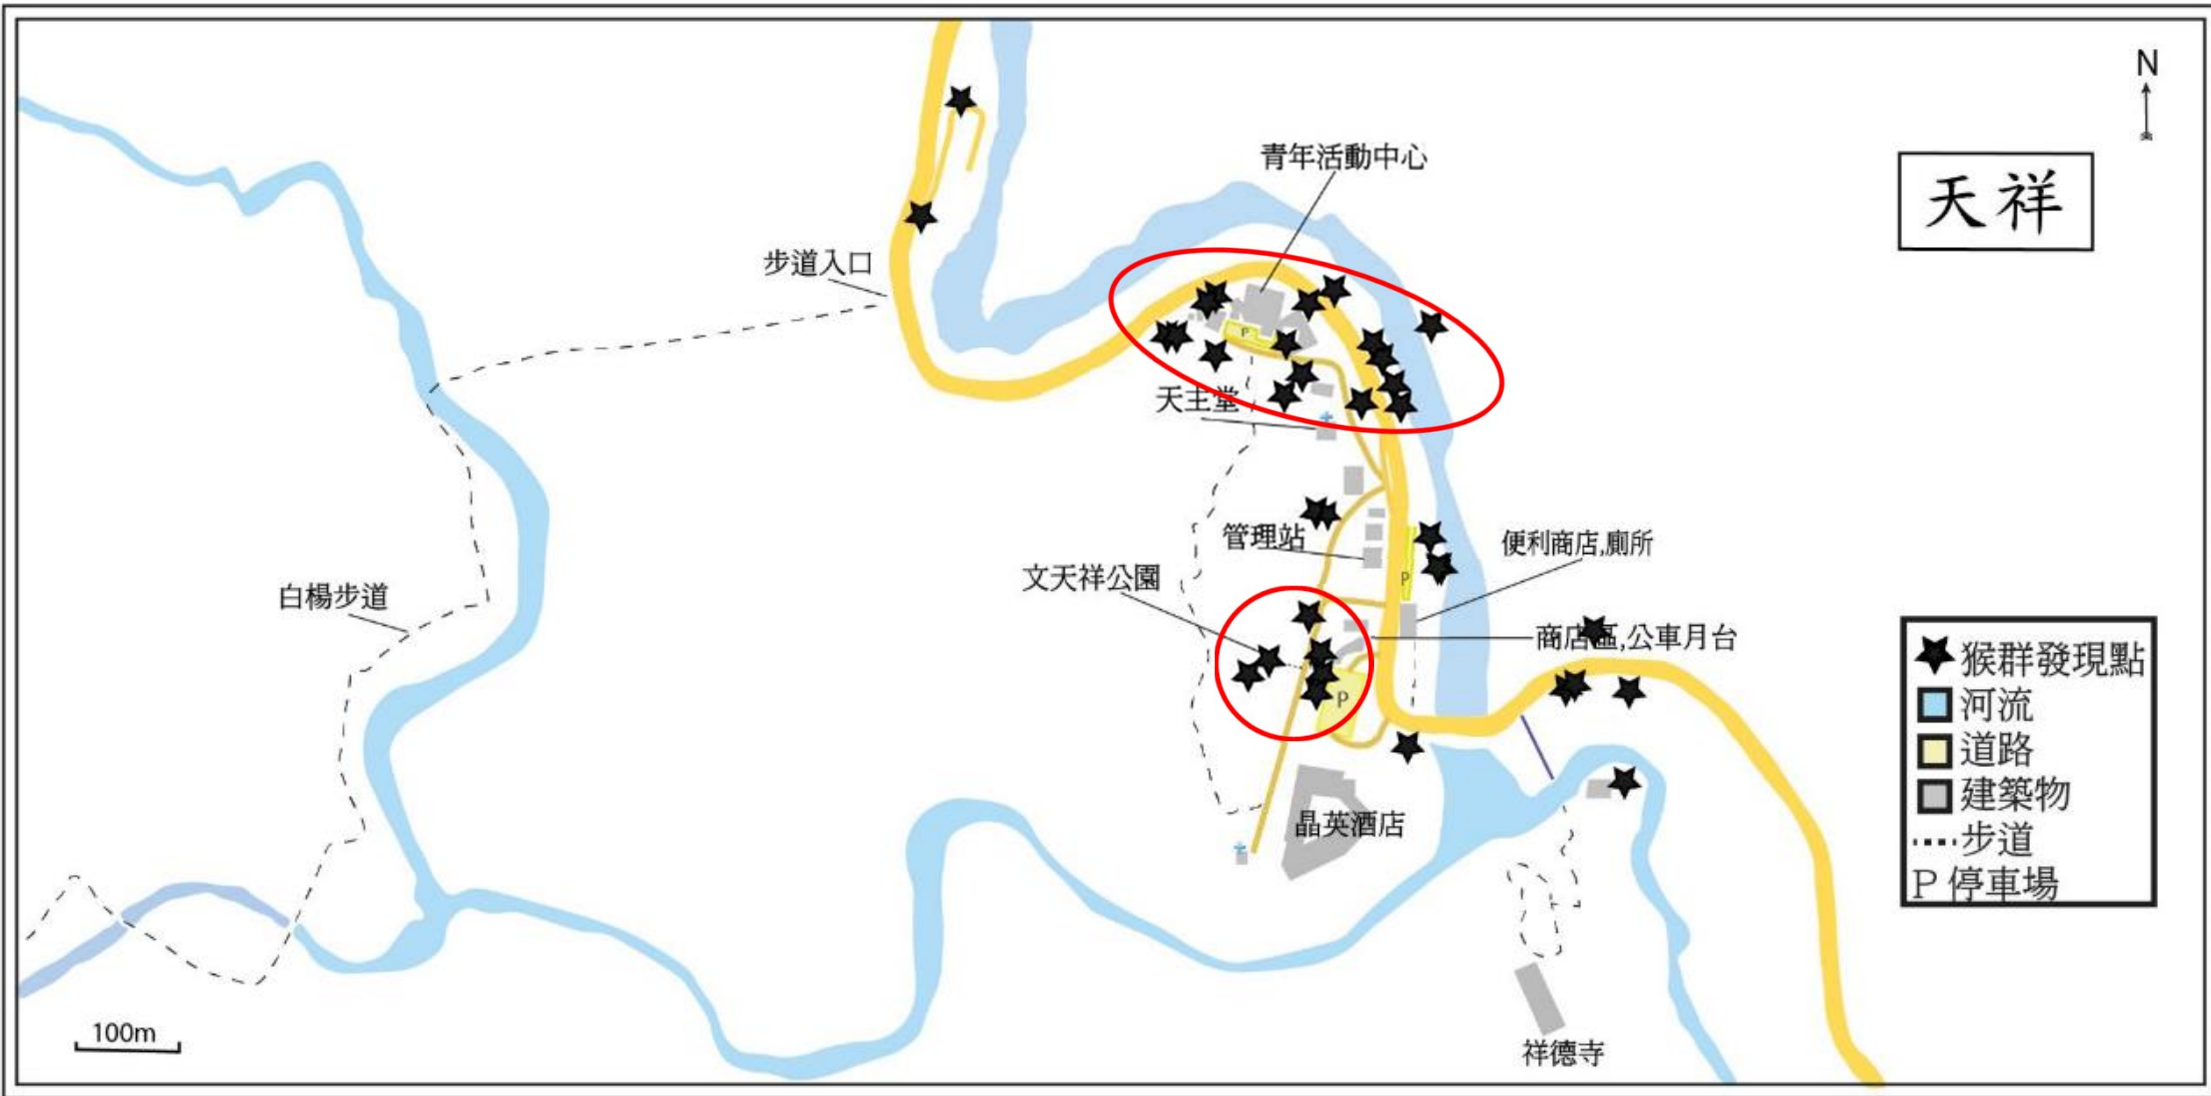 N
天祥
青年活動中心
步道入口
P
天主堂
管理站
便利商店,廁所
文天祥公園
P
白楊步道
商店區,公車月台
P
晶英酒店
祥德寺
100m
猴群發現點
河流
道路
建築物
步道
P 停車場